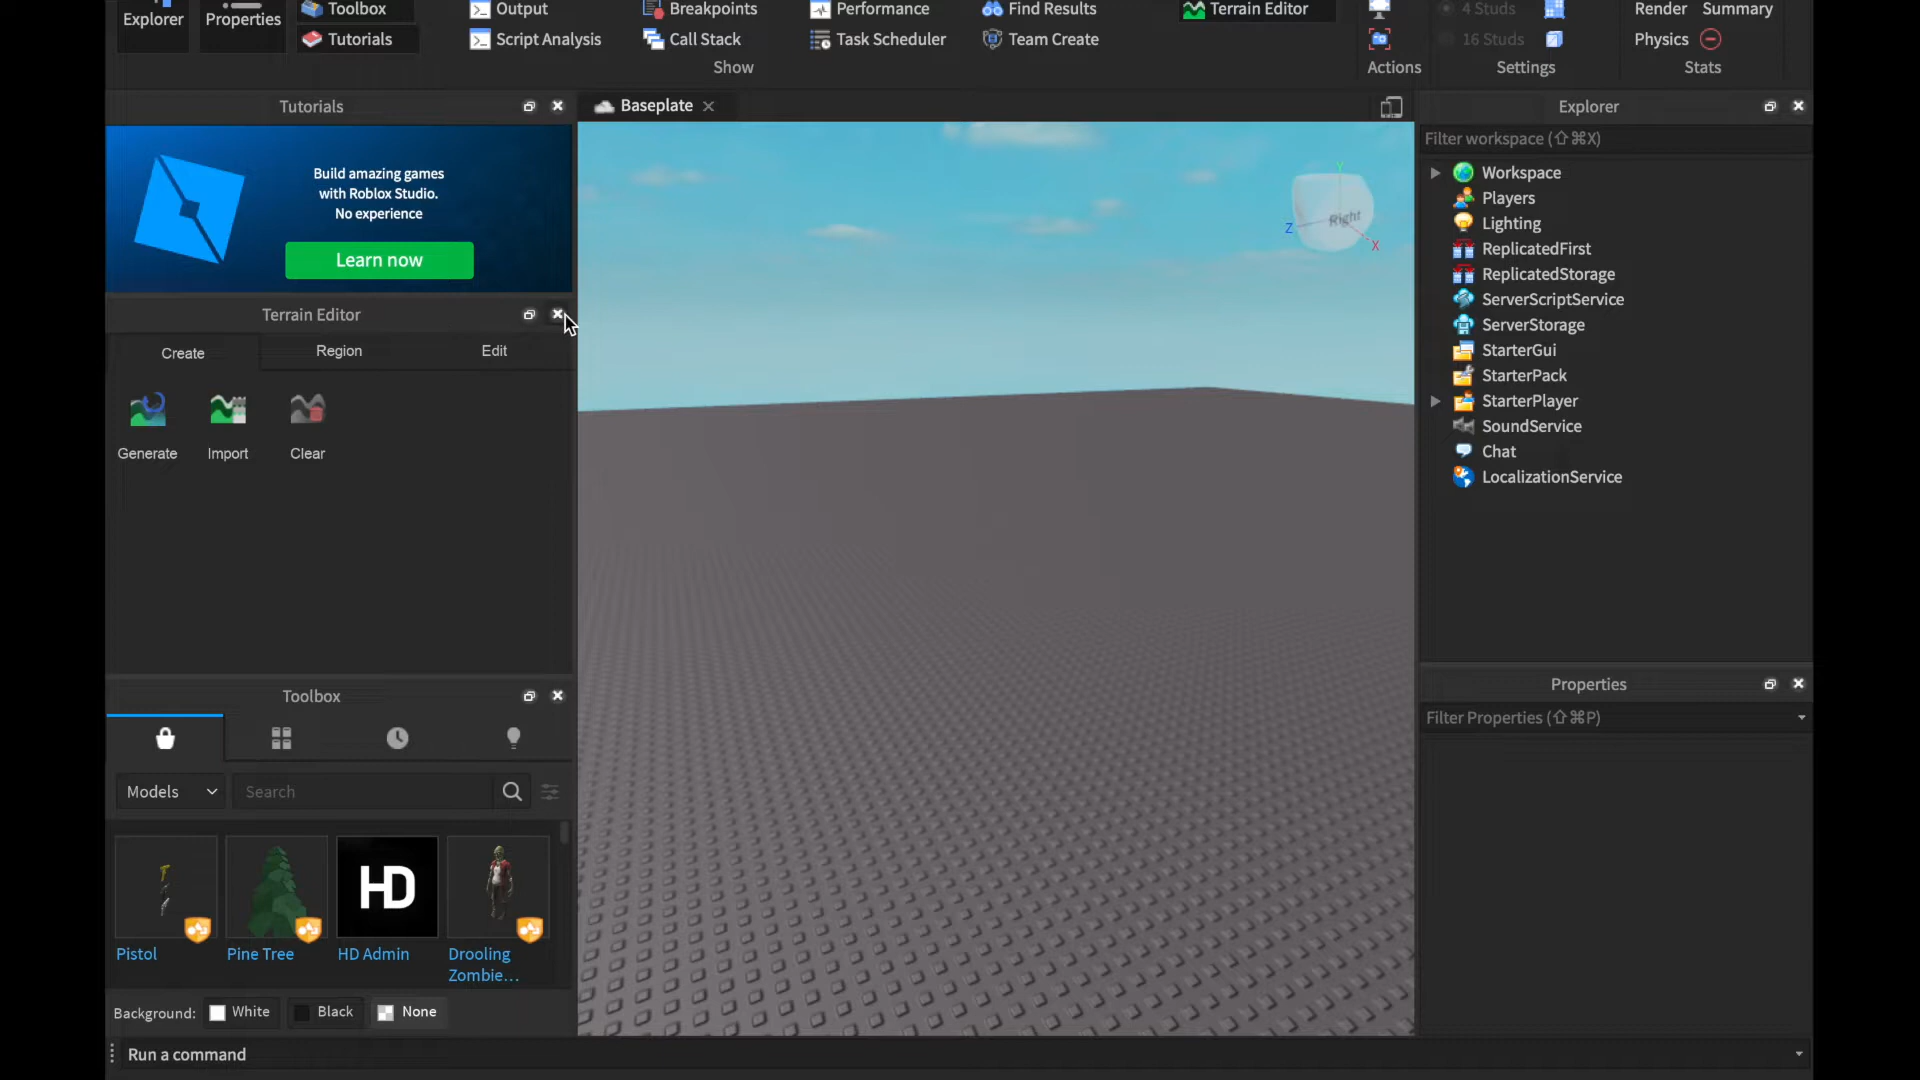 Explorer
Properties
Toolbox
Tutorials
Output
Script Analysis
Breakpoints
Call Stack
Performance
Task Scheduler
Find Results
Team Create
Show
Terrain Editor
Actions
4 Studs
16 Studs
Settings
Render
Summary
Physics
Stats
Tutorials
Build amazing games
with Roblox Studio.
No experience
Learn now
Terrain Editor
Create
Region
Edit
Generate
Import
Clear
Toolbox
Models
Search
HD
Pistol
Pine Tree
HD Admin
Drooling
Zombie...
Background:
White
Black
None
Run a command
Baseplate
Y
Right
Z
X
Explorer
Filter workspace (⇧⌘X)
Workspace
Players
Lighting
ReplicatedFirst
ReplicatedStorage
ServerScriptService
ServerStorage
StarterGui
StarterPack
StarterPlayer
SoundService
Chat
LocalizationService
Properties
Filter Properties (⇧⌘P)